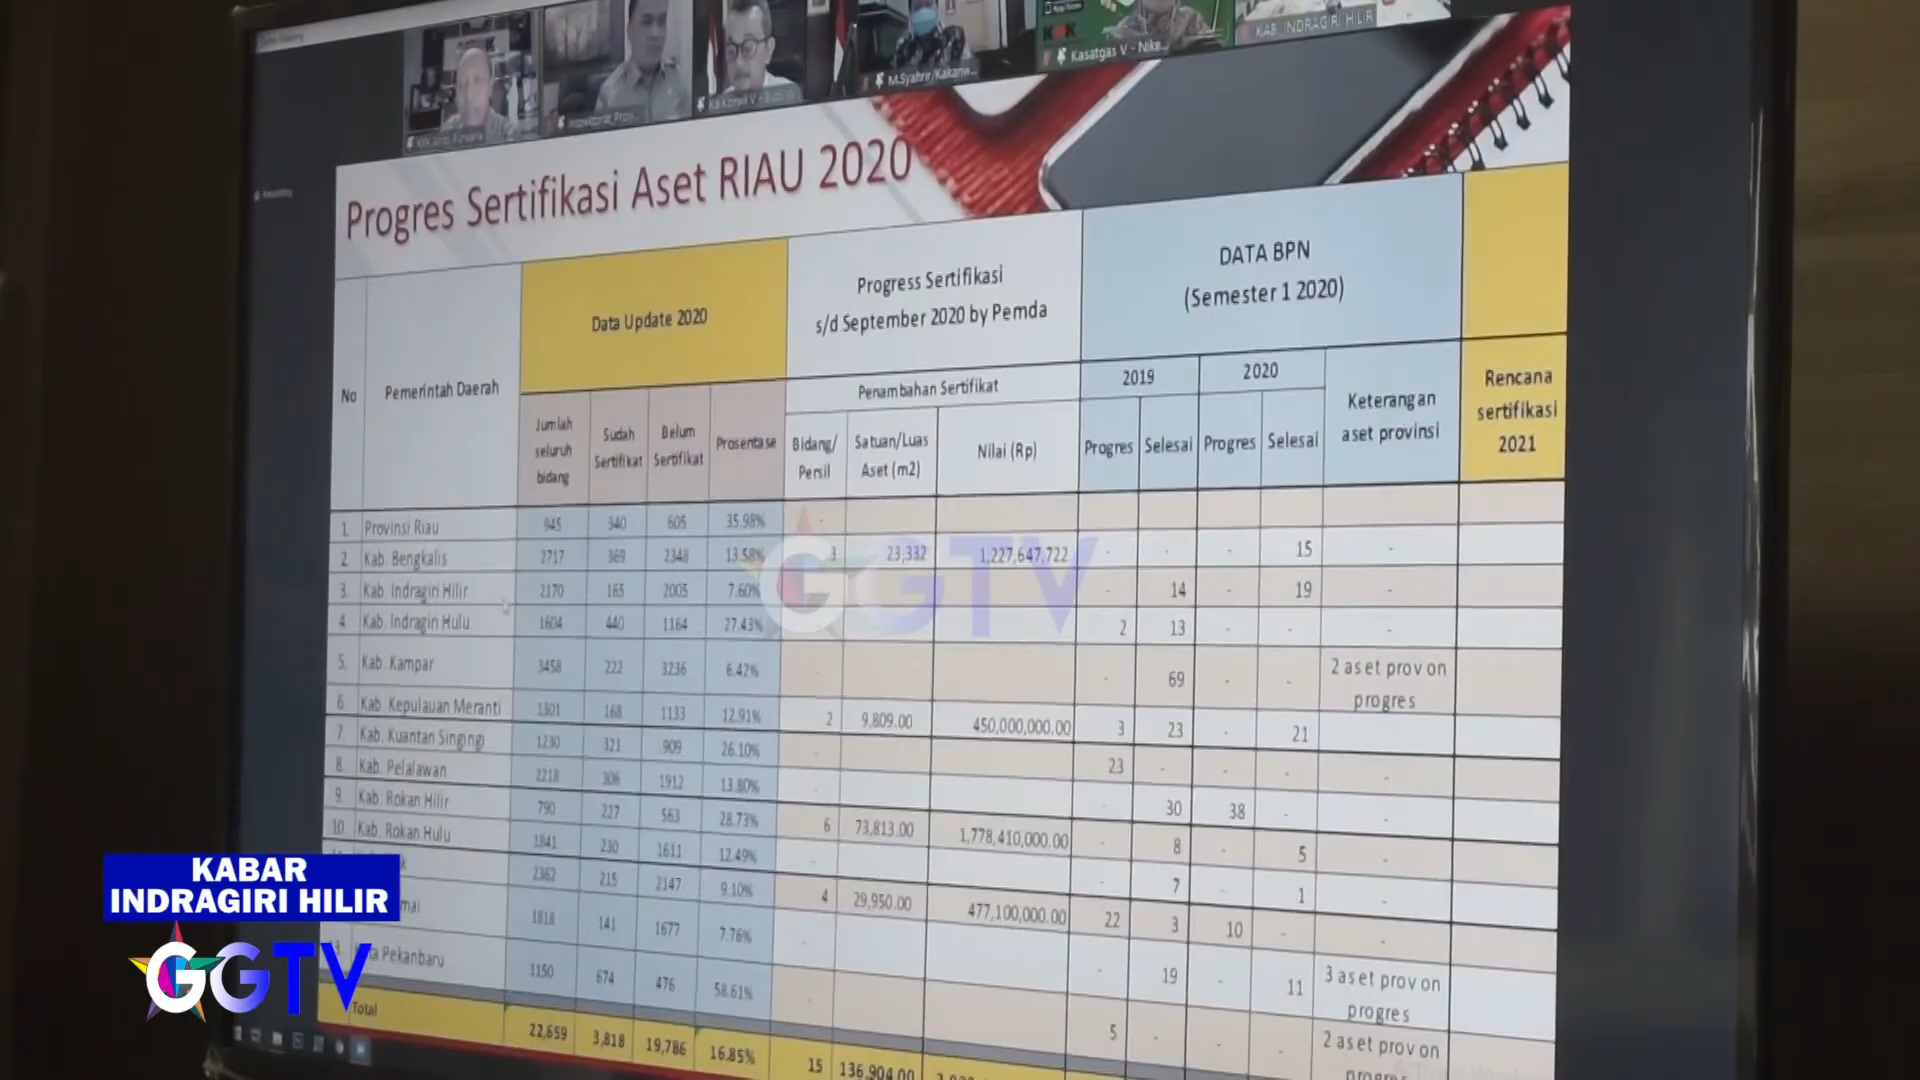 M.Syahrir/Kakanw...
Kasatgas V - Nike...
KAB INDRAGIRI HILIR
Progres Sertifikasi Aset RIAU 2020
No
Pemerintah Daerah
Data Update 2020
Progress Sertifikasi
s/d September 2020 by Pemda
DATA BPN
(Semester 1 2020)
Penambahan Sertifikat
2019
2020
Keterangan
aset provinsi
Rencana
sertifikasi
2021
Jumlah
seluruh
bidang
Sudah
Sertifikat
Belum
Sertifikat
Prosentase
Bidang/
Persil
Satuan/Luas
Aset (m2)
Nilai (Rp)
Progres Selesai Progres Selesai
1. Provinsi Riau 945 340 605 35.98% -
2. Kab. Bengkalis 2717 369 2348 13.58% 3 23,332 1,227,647,722 - - - 15 -
3. Kab. Indragiri Hilir 2170 165 2005 7.60% - 14 - 19
4. Kab. Indragiri Hulu 1604 440 1164 27.43% 2 13 - - -
5. Kab. Kampar 3458 222 3236 6.42% - - 69 - - 2 aset prov on
progres
6. Kab. Kepulauan Meranti 1301 168 1133 12.91% 2 9,809.00 450,000,000.00 3 23 - 21
7. Kab. Kuantan Singingi 1230 321 909 26.10% - 23 - - - -
8. Kab. Pelalawan 2218 306 1912 13.80% - 30 38 - -
9. Kab. Rokan Hilir 790 227 563 28.73% 6 73,813.00 1,778,410,000.00 - 8 - 5 -
10. Kab. Rokan Hulu 1841 230 1611 12.49% - - 7 - 1 -
2362 215 2147 9.10% 4 29,950.00 477,100,000.00 22 3 10 - -
mai 1818 141 1677 7.76% - - 19 - 11 3 aset prov on
progres
ta Pekanbaru 1150 674 476 58.61% - 5 - - - 2 aset prov on
progres
Total 22,659 3,818 19,786 16.85% 15 136,904.00
GGTV
KABAR
INDRAGIRI HILIR
GGTV